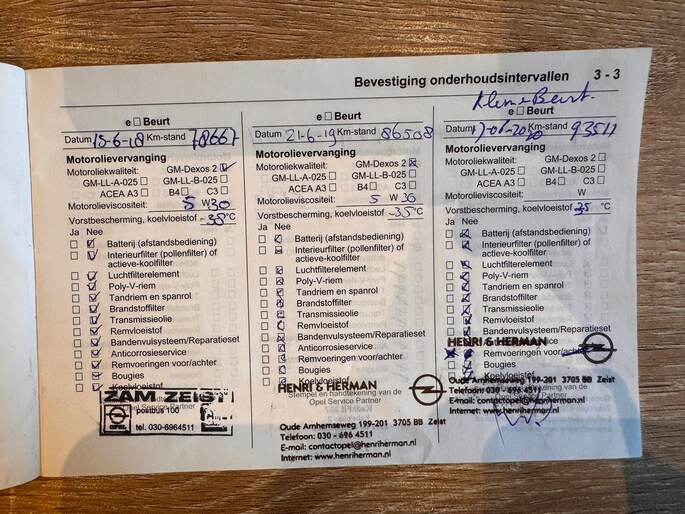 Bevestiging onderhoudsintervallen 3 - 3
e □ Beurt
Datum 15-6-18 Km-stand 78667
Motorolievervanging
Motoroliekwaliteit: GM-Dexos 2 ☑
GM-LL-A-025 □ GM-LL-B-025 □
ACEA A3 □ B4 □ C3 □
Motorolieviscositeit: 5 W 30
Vorstbescherming, koelvloeistof -38 °C
Ja Nee
Batterij (afstandsbediening)
Interieurfilter (pollenfilter) of
actieve-koolfilter
Luchtfilterelement
Poly-V-riem
Tandriem en spanrol
Brandstoffilter
Transmissieolie
Remvloeistof
Bandenvulsysteem/Reparatieset
Anticorrosieservice
Remvoeringen voor/achter
Bougies
Koelvloeistof
ZAM ZEIST
OPEL
postbus 100
tel. 030-6964511
e □ Beurt
Datum 21-6-19 Km-stand 86508
Motorolievervanging
Motoroliekwaliteit: GM-Dexos 2 ☒
GM-LL-A-025 □ GM-LL-B-025 □
ACEA A3 □ B4 □ C3 □
Motorolieviscositeit: 5 W 30
Vorstbescherming, koelvloeistof -35 °C
Ja Nee
Batterij (afstandsbediening)
Interieurfilter (pollenfilter) of
actieve-koolfilter
Luchtfilterelement
Poly-V-riem
Tandriem en spanrol
Brandstoffilter
Transmissieolie
Remvloeistof
Bandenvulsysteem/Reparatieset
Anticorrosieservice
Remvoeringen voor/achter
Bougies
Koelvloeistof
HENRI & HERMAN
Stempel en handtekening van de
Opel Service Partner
Oude Arnhemseweg 199-201 3705 BB Zeist
Telefoon: 030 - 696 4511
E-mail: contactopel@henriherman.nl
Internet: www.henriherman.nl
Kleine Beurt.
e □ Beurt
Datum Km-stand 93511
Motorolievervanging
Motoroliekwaliteit: GM-Dexos 2 □
GM-LL-A-025 □ GM-LL-B-025 □
ACEA A3 □ B4 □ C3 □
Motorolieviscositeit: W
Vorstbescherming, koelvloeistof -35 °C
Ja Nee
Batterij (afstandsbediening)
Interieurfilter (pollenfilter) of
actieve-koolfilter
Luchtfilterelement
Poly-V-riem
Tandriem en spanrol
Brandstoffilter
Transmissieolie
Remvloeistof
Bandenvulsysteem/Reparatieset
HENRI & HERMAN
Remvoeringen voor/achter
Bougies
Koelvloeistof
Oude Arnhemseweg 199-201 3705 BB Zeist
Telefoon: 030 - 696 4511
E-mail: contactopel@henriherman.nl
Internet: www.henriherman.nl